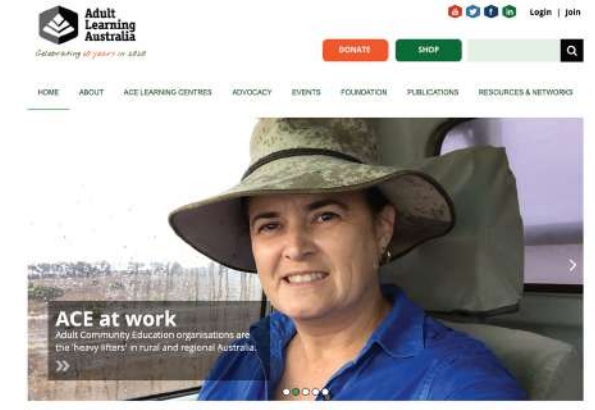 Adult
Learning
Australia
Celebrating 60 years in 2020
Login | Join
DONATE
SHOP
HOME
ABOUT
ACE LEARNING CENTRES
ADVOCACY
EVENTS
FOUNDATION
PUBLICATIONS
RESOURCES & NETWORKS
ACE at work
Adult Community Education organisations are
the 'heavy lifters' in rural and regional Australia.